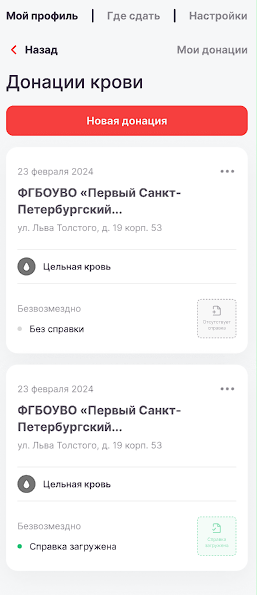 Мой профиль | Где сдать | Настройки
Назад Мои донации
Донации крови
Новая донация
23 февраля 2024
ФГБОУВО «Первый Санкт-
Петербургский...
ул. Льва Толстого, д. 19 корп. 53
Цельная кровь
Безвозмездно
Без справки
Отсутствует
справка
23 февраля 2024
ФГБОУВО «Первый Санкт-
Петербургский...
ул. Льва Толстого, д. 19 корп. 53
Цельная кровь
Безвозмездно
Справка загружена
Справка
загружена